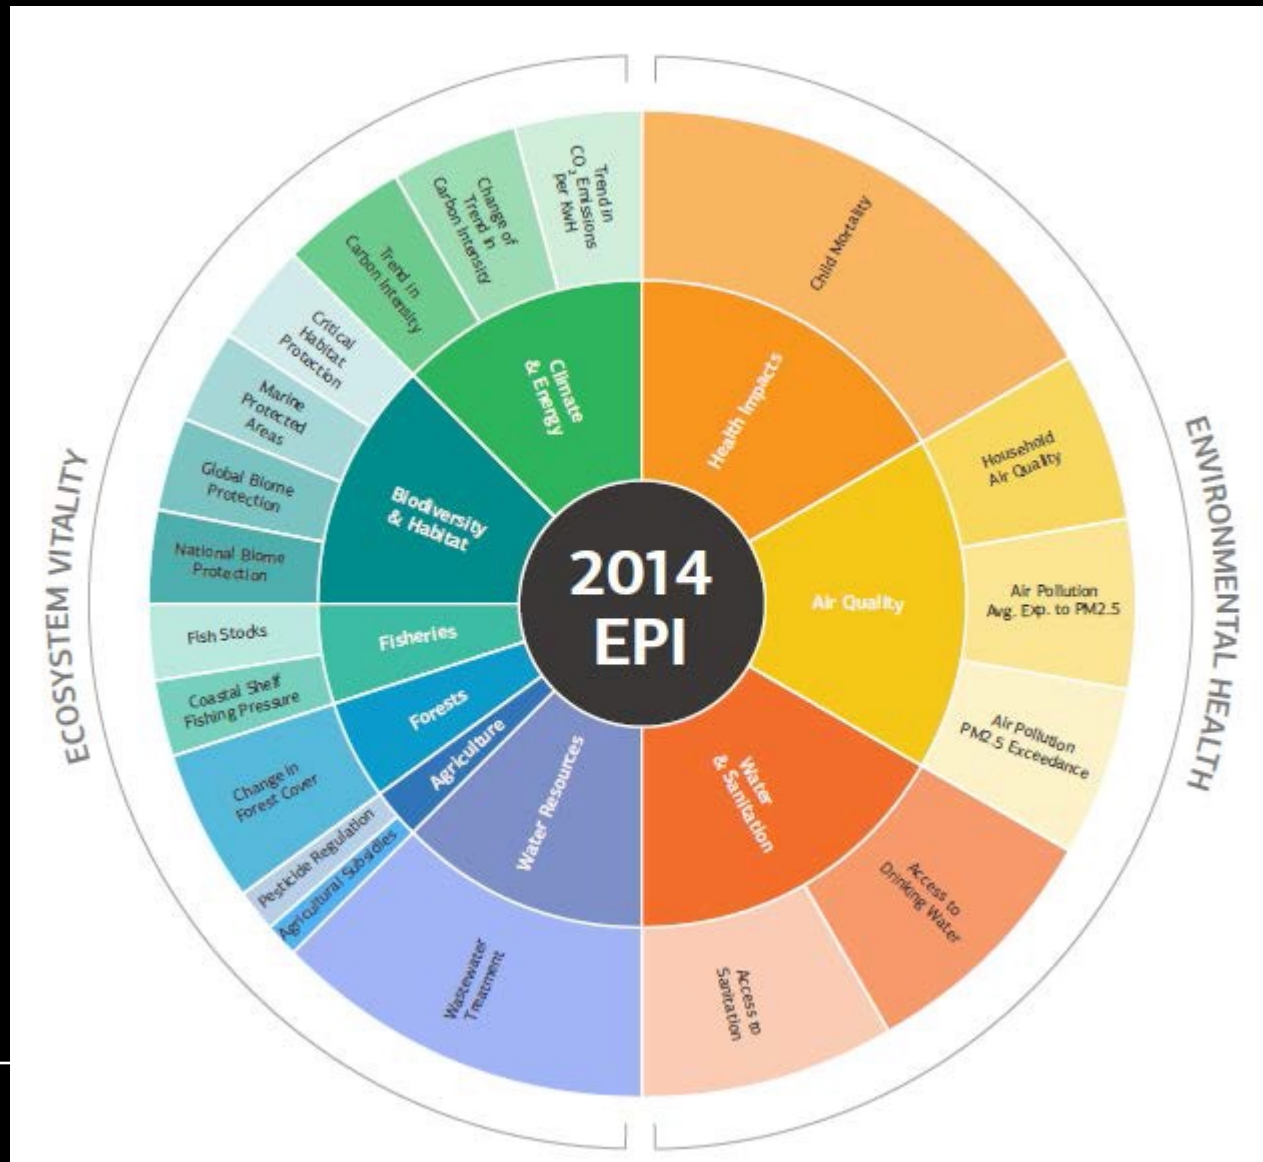 2014
EPI
ENVIRONMENTAL HEALTH
Health Impacts
Child Mortality
Air Quality
Household
Air Quality
Air Pollution
Avg. Exp. to PM2.5
Air Pollution
PM2.5 Exceedance
Water
& Sanitation
Access to
Drinking Water
Access to
Sanitation
ECOSYSTEM VITALITY
Water Resources
Wastewater
Treatment
Agriculture
Agricultural Subsidies
Pesticide Regulation
Forests
Change in
Forest Cover
Fisheries
Coastal Shelf
Fishing Pressure
Fish Stocks
Biodiversity
& Habitat
National Biome
Protection
Global Biome
Protection
Marine
Protected
Areas
Critical
Habitat
Protection
Climate
& Energy
Trend in
Carbon Intensity
Change of
Trend in
Carbon Intensity
Trend in
CO2 Emissions
per KwH